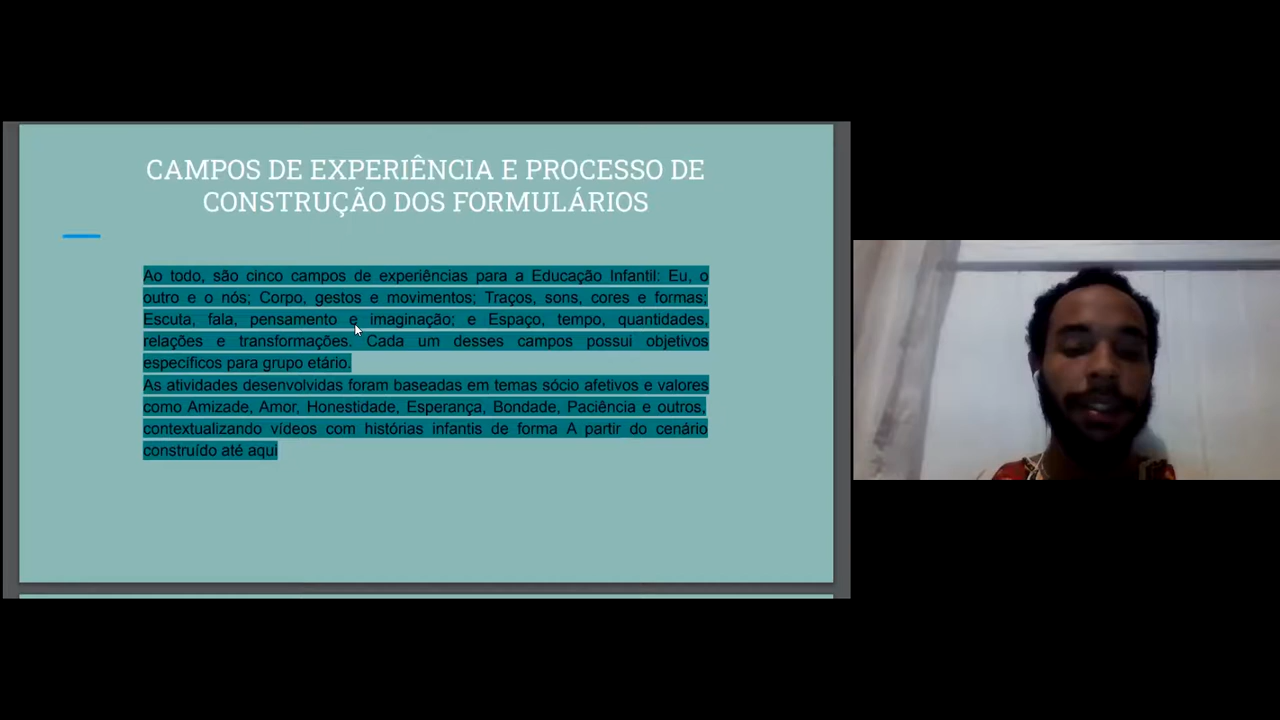 CAMPOS DE EXPERIÊNCIA E PROCESSO DE
CONSTRUÇÃO DOS FORMULÁRIOS
Ao todo, são cinco campos de experiências para a Educação Infantil: Eu, o
outro e o nós; Corpo, gestos e movimentos; Traços, sons, cores e formas;
Escuta, fala, pensamento e imaginação; e Espaço, tempo, quantidades,
relações e transformações. Cada um desses campos possui objetivos
especificos para grupo etário.
As atividades desenvolvidas foram baseadas em temas sócio afetivos e valores
como Amizade, Amor, Honestidade, Esperança, Bondade, Paciência e outros,
contextualizando vídeos com histórias infantis de forma A partir do cenário
construído até aqui